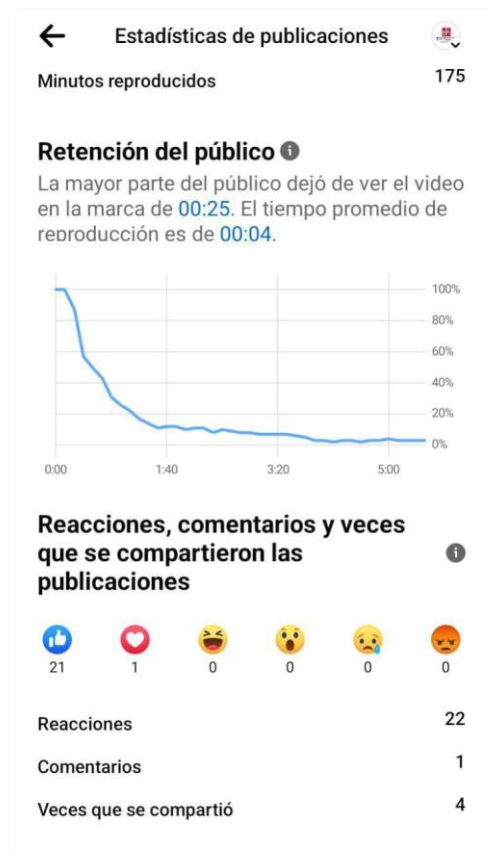 Estadísticas de publicaciones
Minutos reproducidos 175
Retención del público
La mayor parte del público dejó de ver el video
en la marca de 00:25. El tiempo promedio de
reproducción es de 00:04.
100%
80%
60%
40%
20%
0%
0:00 1:40 3:20 5:00
Reacciones, comentarios y veces
que se compartieron las
publicaciones
21 1 0 0 0 0
Reacciones 22
Comentarios 1
Veces que se compartió 4